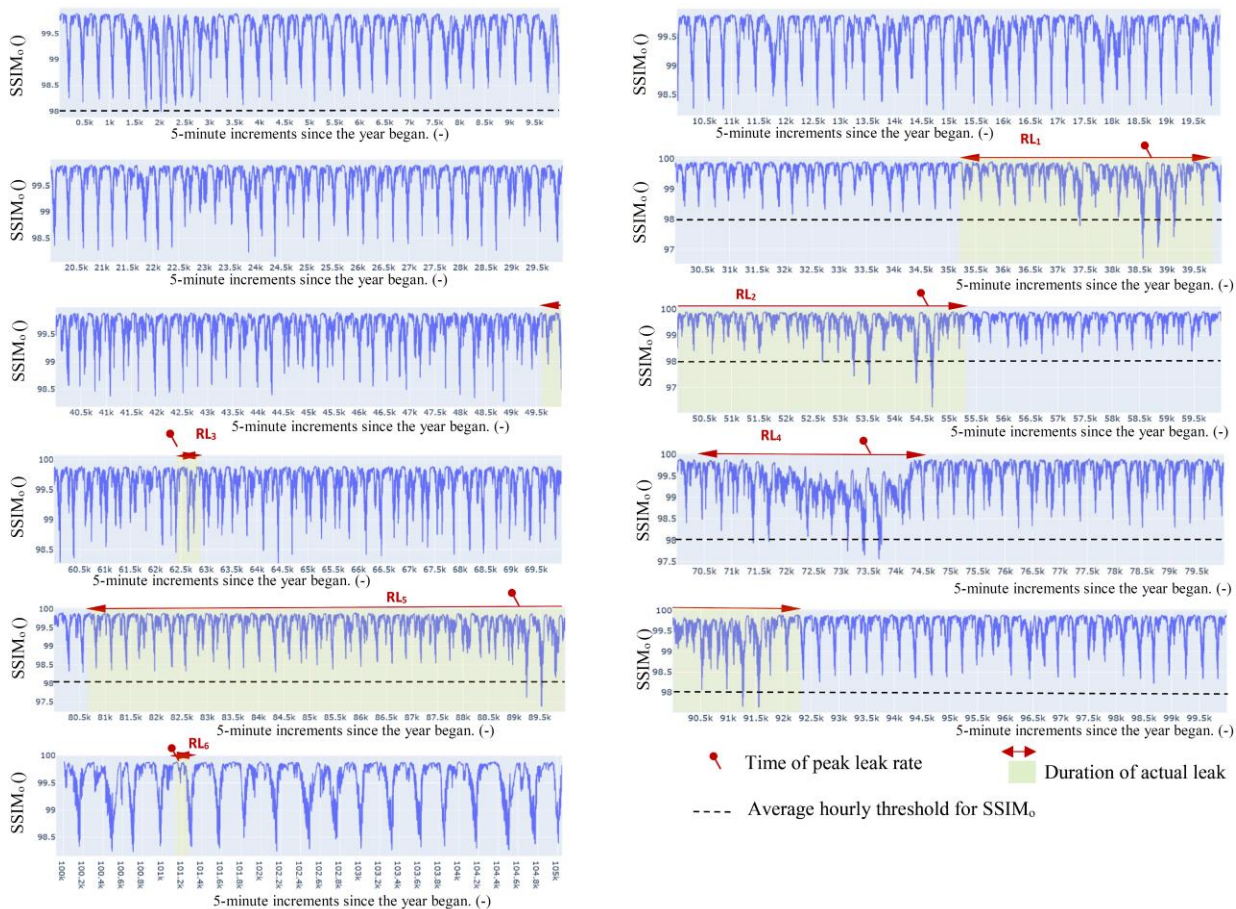 SSIMₒ ()
99.5
99
98.5
98
0.5k 1k 1.5k 2k 2.5k 3k 3.5k 4k 4.5k 5k 5.5k 6k 6.5k 7k 7.5k 8k 8.5k 9k 9.5k
5-minute increments since the year began. (-)
SSIMₒ ()
99.5
99
98.5
10.5k 11k 11.5k 12k 12.5k 13k 13.5k 14k 14.5k 15k 15.5k 16k 16.5k 17k 17.5k 18k 18.5k 19k 19.5k
5-minute increments since the year began. (-)
SSIMₒ ()
99.5
99
98.5
20.5k 21k 21.5k 22k 22.5k 23k 23.5k 24k 24.5k 25k 25.5k 26k 26.5k 27k 27.5k 28k 28.5k 29k 29.5k
5-minute increments since the year began. (-)
RL₁
SSIMₒ ()
100
99
98
97
30.5k 31k 31.5k 32k 32.5k 33k 33.5k 34k 34.5k 35k 35.5k 36k 36.5k 37k 37.5k 38k 38.5k 39k 39.5k
5-minute increments since the year began. (-)
SSIMₒ ()
99.5
99
98.5
40.5k 41k 41.5k 42k 42.5k 43k 43.5k 44k 44.5k 45k 45.5k 46k 46.5k 47k 47.5k 48k 48.5k 49k 49.5k
5-minute increments since the year began. (-)
RL₂
SSIMₒ ()
100
99
98
97
50.5k 51k 51.5k 52k 52.5k 53k 53.5k 54k 54.5k 55k 55.5k 56k 56.5k 57k 57.5k 58k 58.5k 59k 59.5k
5-minute increments since the year began. (-)
RL₃
SSIMₒ ()
100
99.5
99
98.5
60.5k 61k 61.5k 62k 62.5k 63k 63.5k 64k 64.5k 65k 65.5k 66k 66.5k 67k 67.5k 68k 68.5k 69k 69.5k
5-minute increments since the year began. (-)
RL₄
SSIMₒ ()
100
99.5
99
98.5
98
97.5
70.5k 71k 71.5k 72k 72.5k 73k 73.5k 74k 74.5k 75k 75.5k 76k 76.5k 77k 77.5k 78k 78.5k 79k 79.5k
5-minute increments since the year began. (-)
RL₅
SSIMₒ ()
100
99.5
99
98.5
98
97.5
80.5k 81k 81.5k 82k 82.5k 83k 83.5k 84k 84.5k 85k 85.5k 86k 86.5k 87k 87.5k 88k 88.5k 89k 89.5k
5-minute increments since the year began. (-)
SSIMₒ ()
100
99.5
99
98.5
98
90.5k 91k 91.5k 92k 92.5k 93k 93.5k 94k 94.5k 95k 95.5k 96k 96.5k 97k 97.5k 98k 98.5k 99k 99.5k
5-minute increments since the year began. (-)
RL₆
SSIMₒ ()
100
99.5
99
98.5
100k 100.2k 100.4k 100.6k 100.8k 101k 101.2k 101.4k 101.6k 101.8k 102k 102.2k 102.4k 102.6k 102.8k 103k 103.2k 103.4k 103.6k 103.8k 104k 104.2k 104.4k 104.6k 104.8k 105k
5-minute increments since the year began. (-)
Time of peak leak rate
Duration of actual leak
Average hourly threshold for SSIMₒ